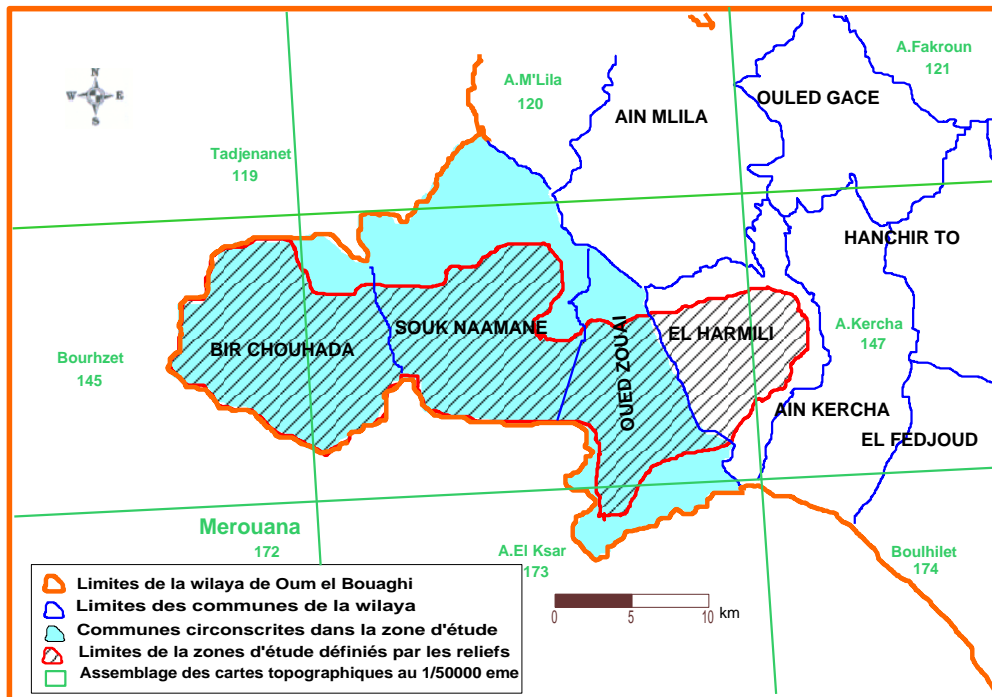 N
W E
S
A.Fakroun
121
A.M'Lila
120
OULED GACE
AIN MLILA
Tadjenanet
119
HANCHIR TO
SOUK NAAMANE
EL HARMILI
A.Kercha
147
BIR CHOUHADA
OUED ZOUAI
Bourhzet
145
AIN KERCHA
EL FEDJOUD
Merouana
172
A.El Ksar
173
Boulhilet
174
Limites de la wilaya de Oum el Bouaghi
Limites des communes de la wilaya
Communes circonscrites dans la zone d'étude
Limites de la zones d'étude définiés par les reliefs
Assemblage des cartes topographiques au 1/50000 eme
0 5 10 km